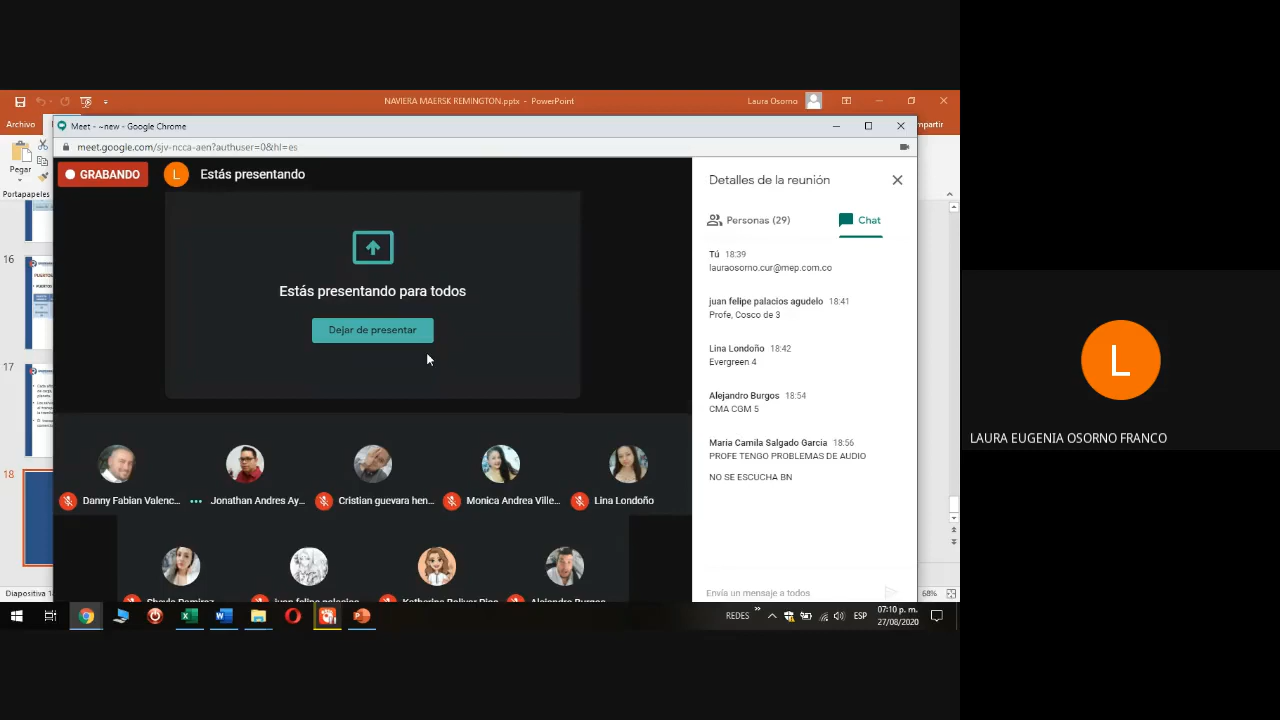 NAVIERA MAERSK REMINGTON.pptx - PowerPoint
Laura Osorno
Archivo
mpartir
Meet - ~new - Google Chrome
meet.google.com/sjv-ncca-aen?authuser=0&hl=es
Pegar
Portapapeles
GRABANDO
L
Estás presentando
Estás presentando para todos
Dejar de presentar
Detalles de la reunión
Personas (29)
Chat
Tú 18:39
lauraosorno.cur@mep.com.co
juan felipe palacios agudelo 18:41
Profe, Cosco de 3
Lina Londoño 18:42
Evergreen 4
Alejandro Burgos 18:54
CMA CGM 5
Maria Camila Salgado Garcia 18:56
PROFE TENGO PROBLEMAS DE AUDIO
NO SE ESCUCHA BN
Envía un mensaje a todos
16
17
18
Danny Fabian Valenc...
Jonathan Andres Ay...
Cristian guevara hen...
Monica Andrea Ville...
Lina Londoño
juan felipe palacios
Alejandro Burgos
Diapositiva 1
68%
REDES
ESP
07:10 p. m.
27/08/2020
L
LAURA EUGENIA OSORNO FRANCO